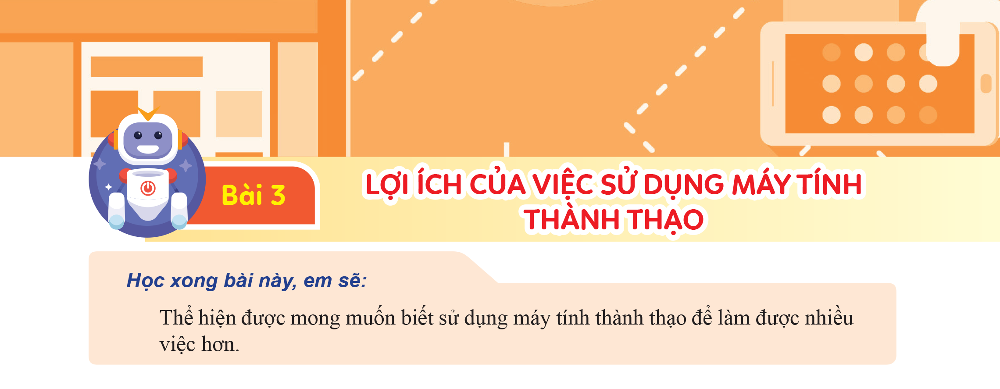 Bài 3
LỢI ÍCH CỦA VIỆC SỬ DỤNG MÁY TÍNH
THÀNH THẠO
Học xong bài này, em sẽ:
Thể hiện được mong muốn biết sử dụng máy tính thành thạo để làm được nhiều
việc hơn.